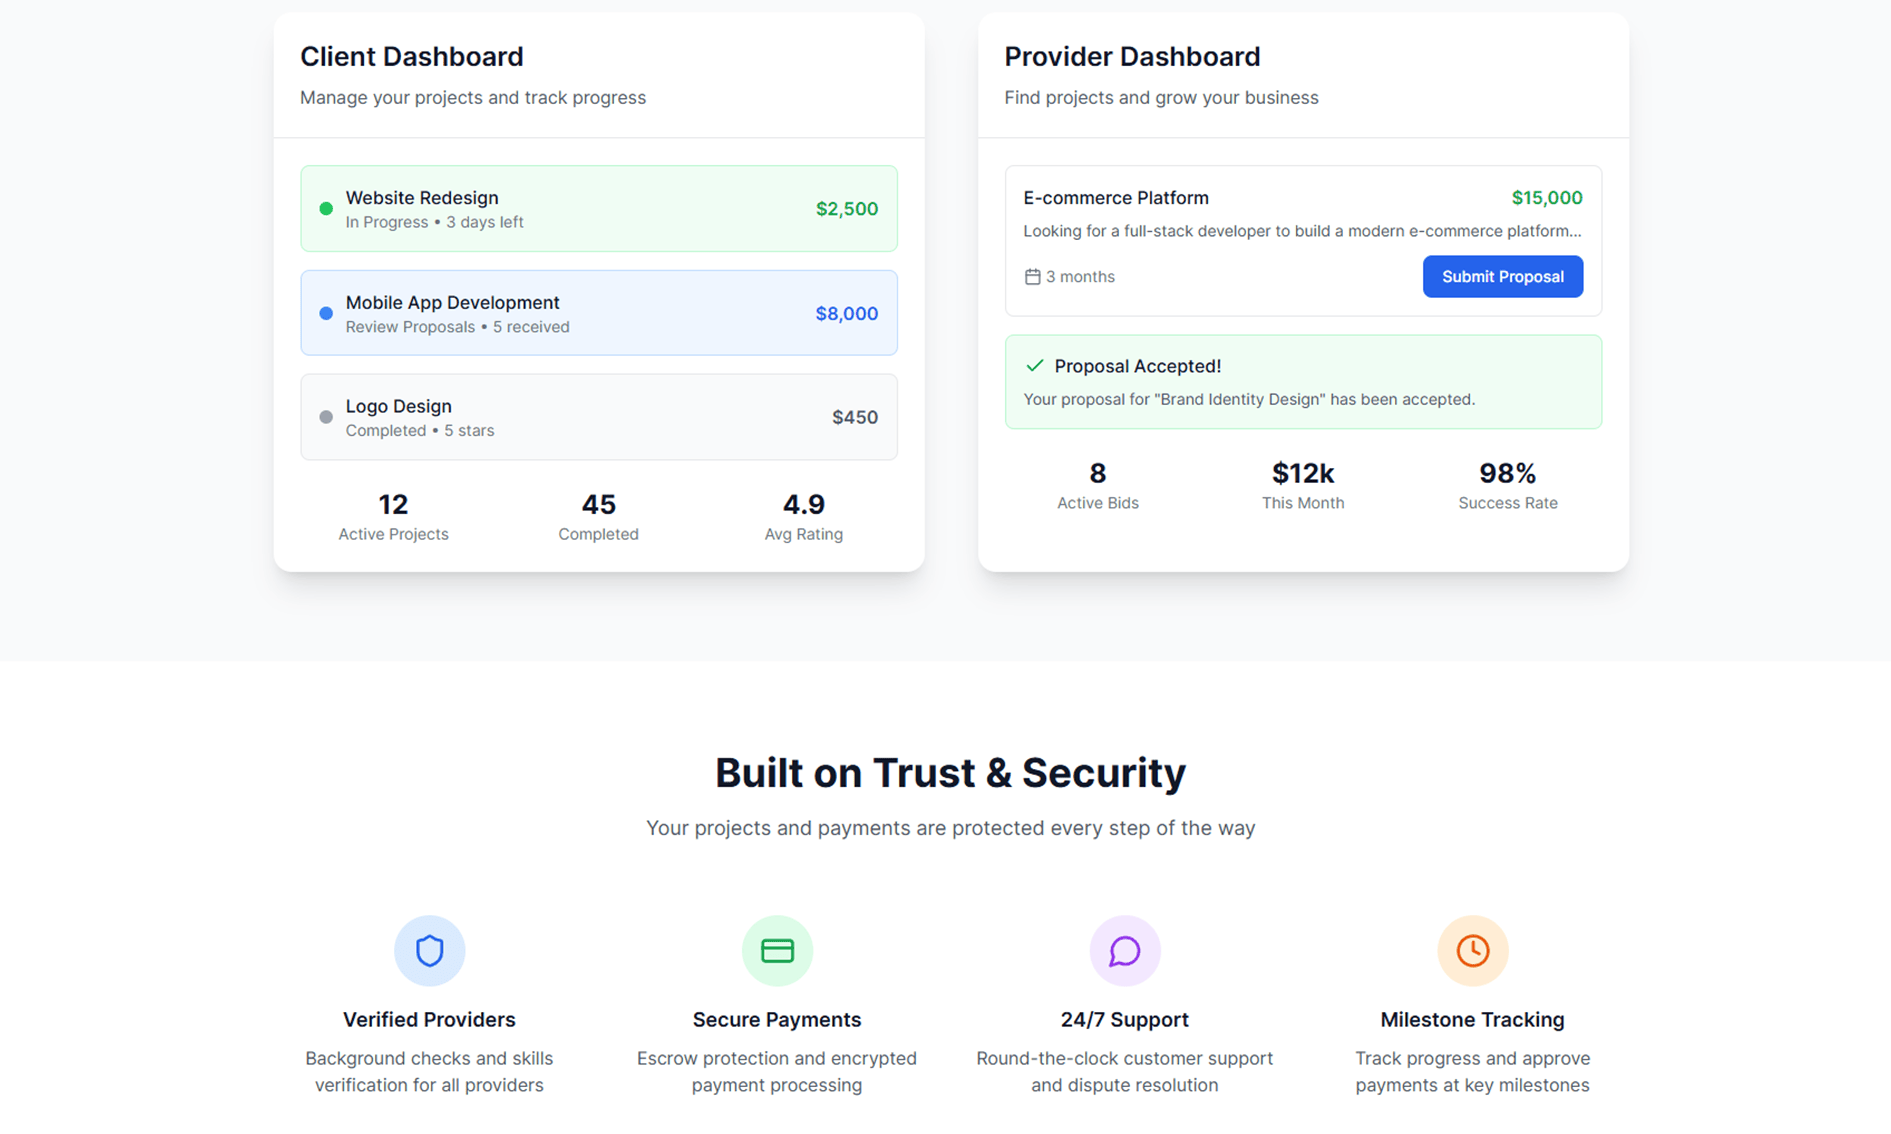 Client Dashboard
Manage your projects and track progress
Website Redesign
In Progress • 3 days left
$2,500
Mobile App Development
Review Proposals • 5 received
$8,000
Logo Design
Completed • 5 stars
$450
12
Active Projects
45
Completed
4.9
Avg Rating
Provider Dashboard
Find projects and grow your business
E-commerce Platform
$15,000
Looking for a full-stack developer to build a modern e-commerce platform...
3 months
Submit Proposal
Proposal Accepted!
Your proposal for "Brand Identity Design" has been accepted.
8
Active Bids
$12k
This Month
98%
Success Rate
Built on Trust & Security
Your projects and payments are protected every step of the way
Verified Providers
Background checks and skills
verification for all providers
Secure Payments
Escrow protection and encrypted
payment processing
24/7 Support
Round-the-clock customer support
and dispute resolution
Milestone Tracking
Track progress and approve
payments at key milestones